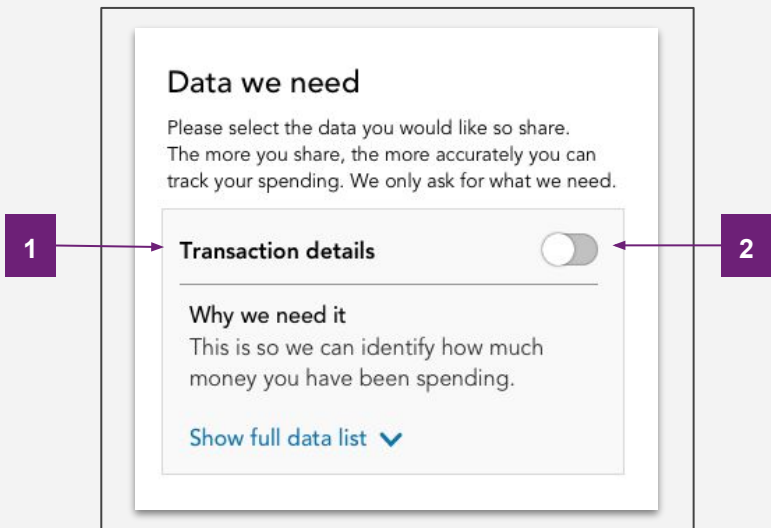 Data we need
Please select the data you would like so share.
The more you share, the more accurately you can
track your spending. We only ask for what we need.
1
Transaction details
2
Why we need it
This is so we can identify how much
money you have been spending.
Show full data list